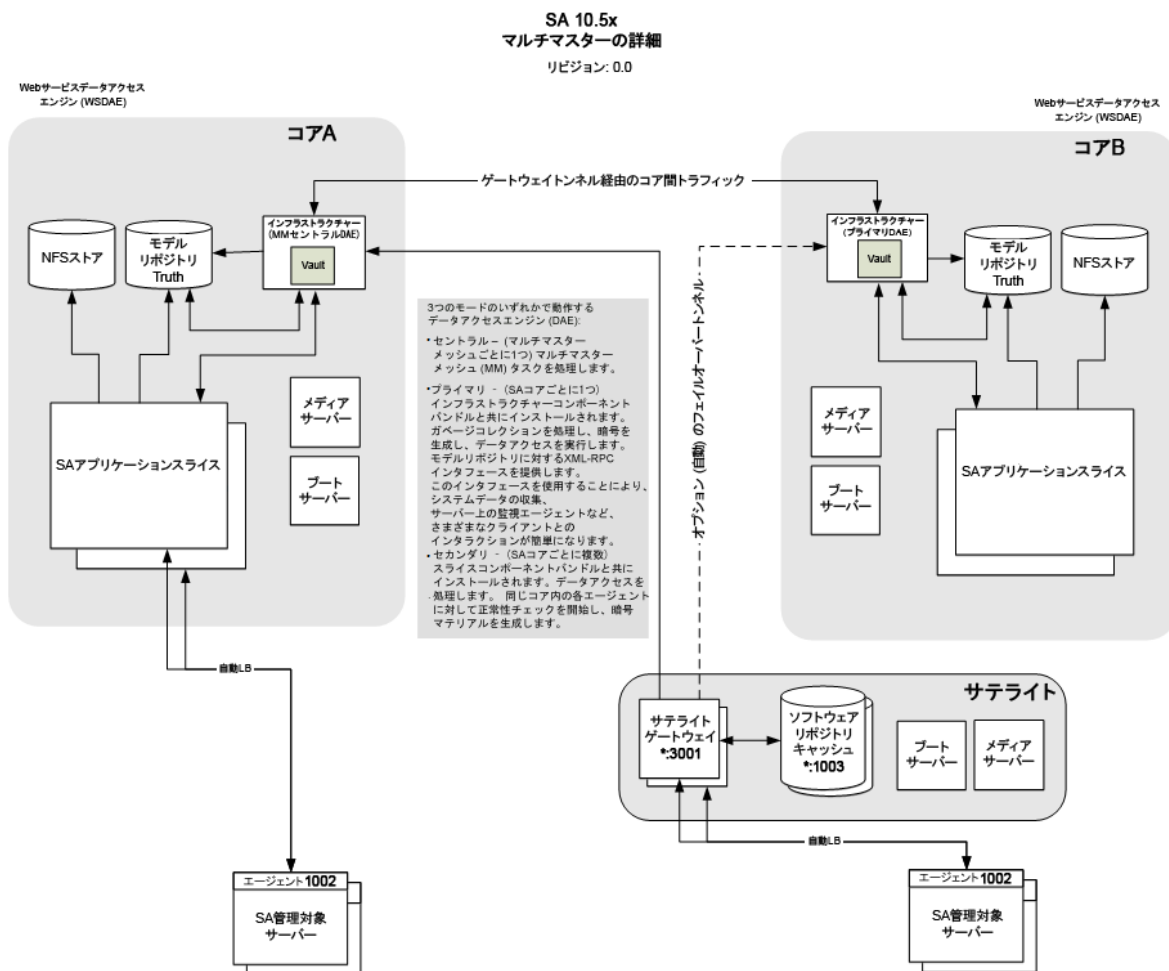 SA 10.5x
マルチマスターの詳細
リビジョン: 0.0
Webサービスデータアクセス
エンジン (WSDAE)
コアA
NFSストア
モデル
リポジトリ
Truth
インフラストラクチャー
(MMセントラルDAE)
Vault
SAアプリケーションスライス
メディア
サーバー
ブート
サーバー
ゲートウェイトンネル経由のコア間トラフィック
Webサービスデータアクセス
エンジン (WSDAE)
コアB
インフラストラクチャー
(プライマリDAE)
Vault
モデル
リポジトリ
Truth
NFSストア
メディア
サーバー
ブート
サーバー
SAアプリケーションスライス
3つのモードのいずれかで動作する
データアクセスエンジン (DAE):
• セントラル – (マルチマスター
メッシュごとに1つ) マルチマスター
メッシュ (MM) タスクを処理します。
•プライマリ - (SAコアごとに1つ)
インフラストラクチャーコンポーネント
バンドルと共にインストールされます。
ガベージコレクションを処理し、暗号を
生成し、データアクセスを実行します。
モデルリポジトリに対するXML-RPC
インタフェースを提供します。
このインタフェースを使用することにより、
システムデータの収集、
サーバー上の監視エージェントなど、
さまざまなクライアントとの
インタラクションが簡単になります。
• セカンダリ - (SAコアごとに複数)
スライスコンポーネントバンドルと共に
インストールされます。データアクセスを
処理します。 同じコア内の各エージェント
に対して正常性チェックを開始し、暗号
マテリアルを生成します。
オプション (自動) のフェイルオーバートンネル
自動LB
エージェント1002
SA管理対象
サーバー
サテライト
サテライト
ゲートウェイ
*:3001
ソフトウェア
リポジトリ
キャッシュ
*:1003
ブート
サーバー
メディア
サーバー
自動LB
エージェント1002
SA管理対象
サーバー